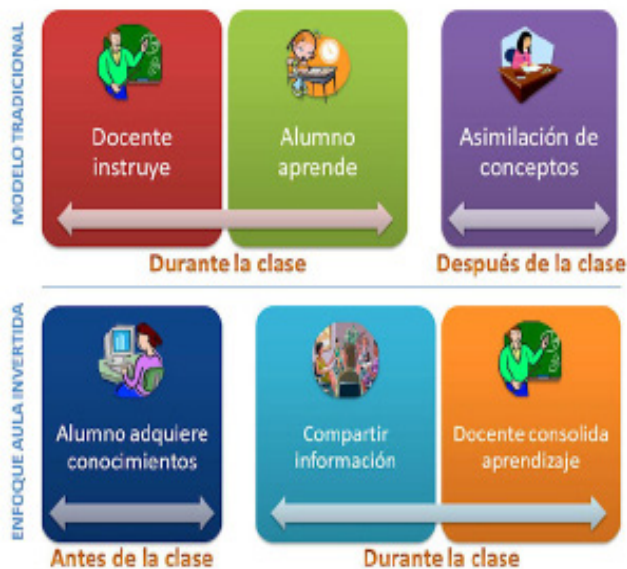 MODELO TRADICIONAL
Docente
instruye
Alumno
aprende
Asimilación de
conceptos
Durante la clase
Después de la clase
ENFOQUE AULA INVERTIDA
Alumno adquiere
conocimientos
Compartir
información
Docente consolida
aprendizaje
Antes de la clase
Durante la clase